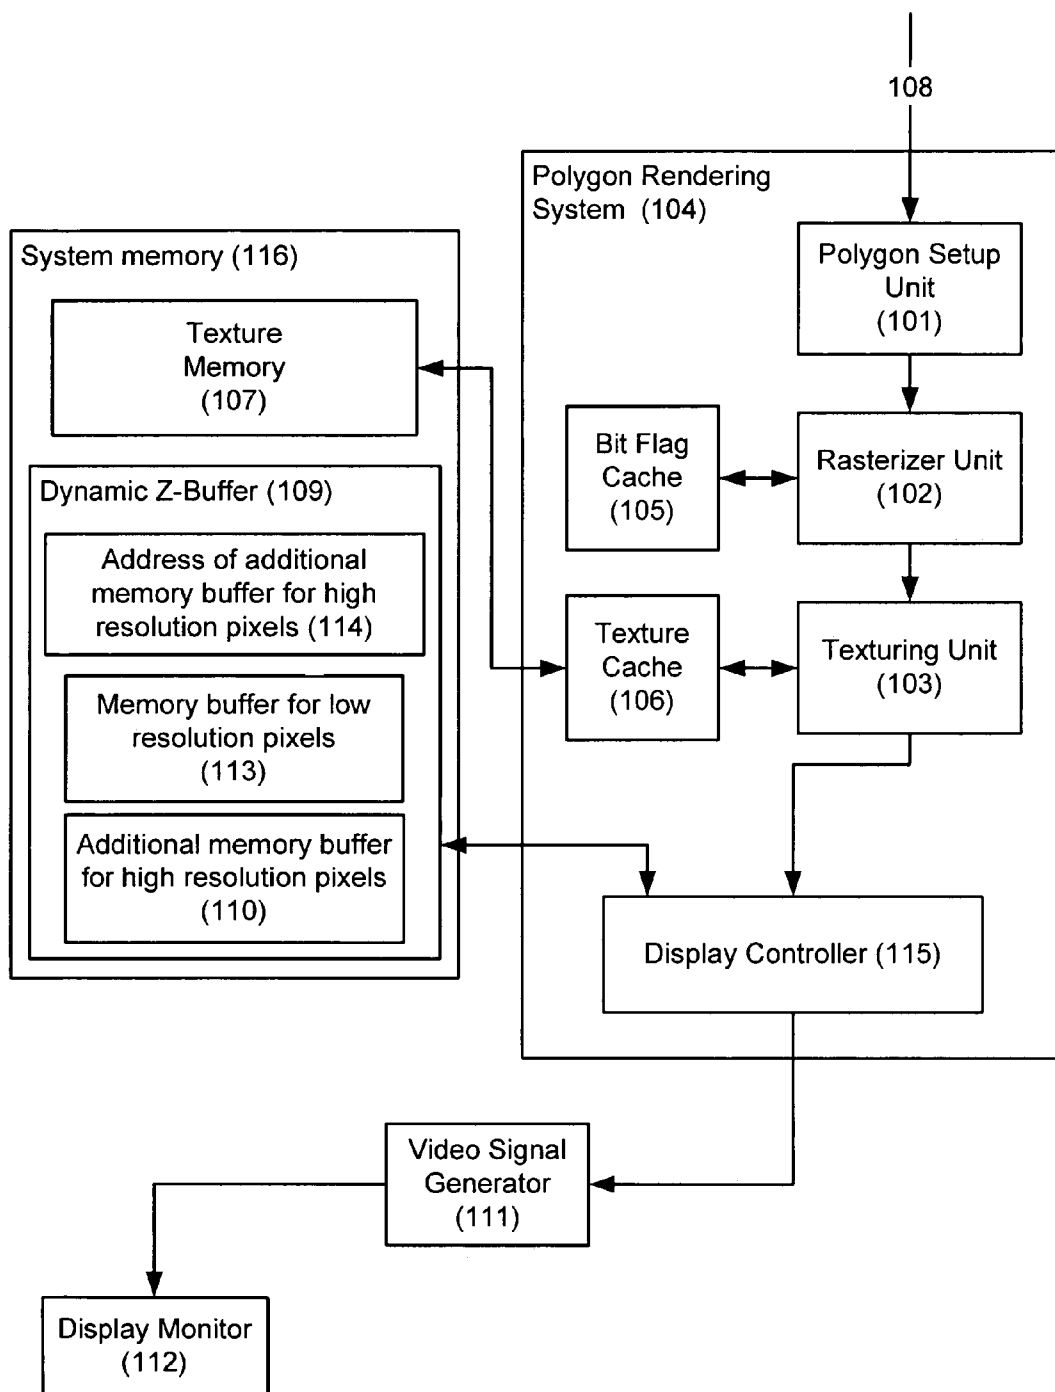 108
Polygon Rendering
System (104)
Polygon Setup
Unit
(101)
System memory (116)
Texture
Memory
(107)
Bit Flag
Cache
(105)
Rasterizer Unit
(102)
Dynamic Z-Buffer (109)
Address of additional
memory buffer for high
resolution pixels (114)
Texture
Cache
(106)
Texturing Unit
(103)
Memory buffer for low
resolution pixels
(113)
Additional memory buffer
for high resolution pixels
(110)
Display Controller (115)
Video Signal
Generator
(111)
Display Monitor
(112)